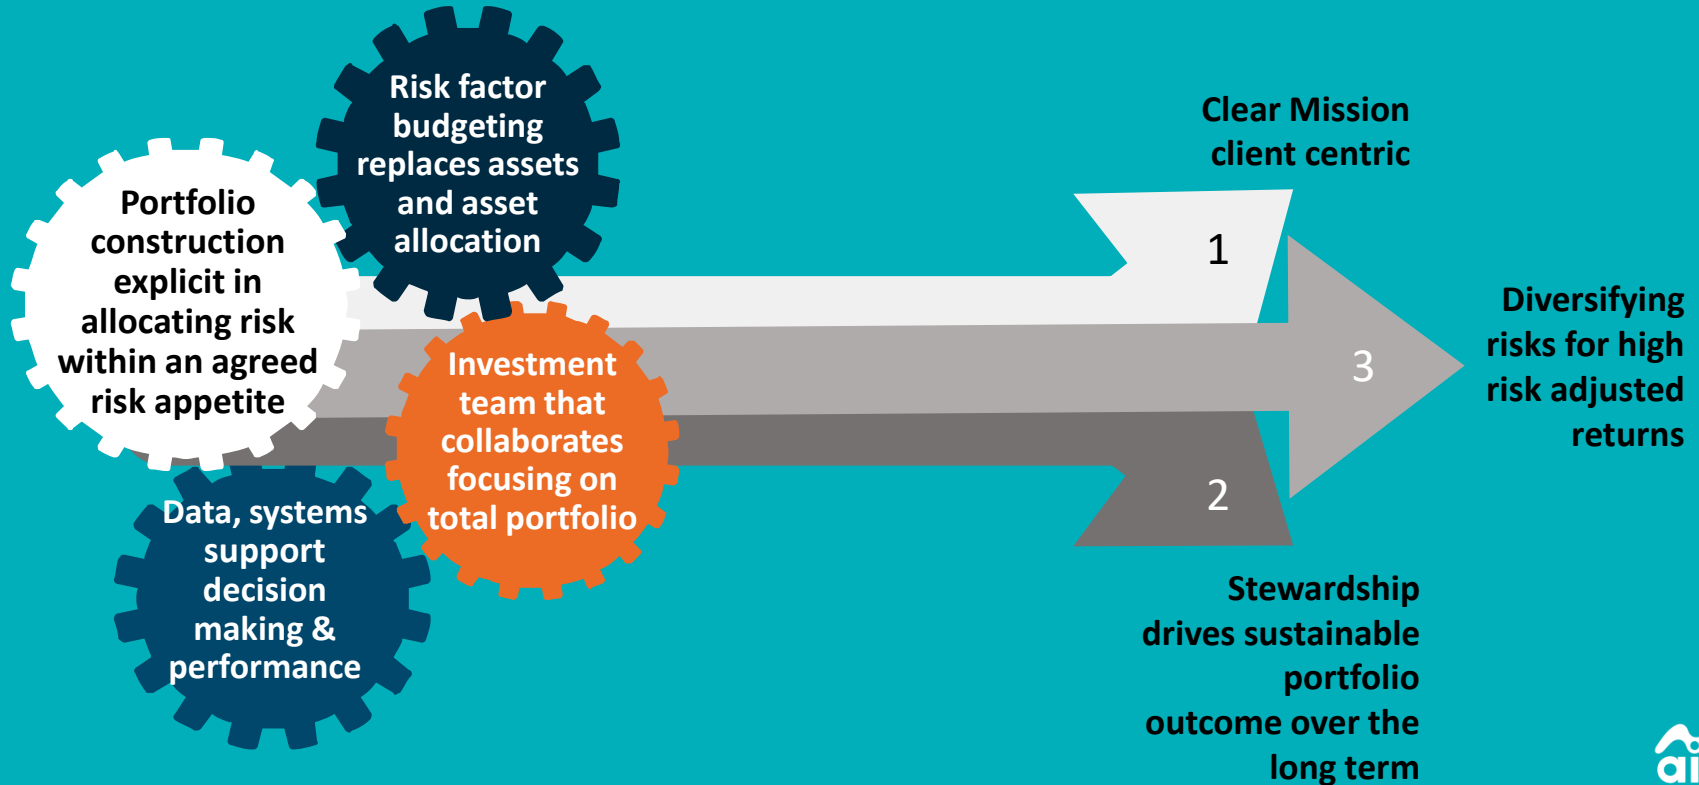 Risk factor
budgeting
replaces assets
and asset
allocation
Portfolio
construction
explicit in
allocating risk
within an agreed
risk appetite
Investment
team that
collaborates
focusing on
total portfolio
Data, systems
support
decision
making &
performance
Clear Mission
client centric
1
3
2
Diversifying
risks for high
risk adjusted
returns
Stewardship
drives sustainable
portfolio
outcome over the
long term